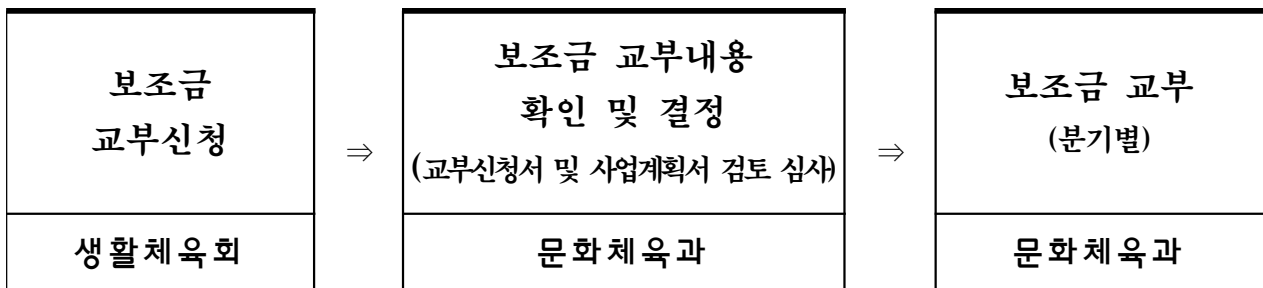 보조금
교부신청
⇒
보조금 교부내용
확인 및 결정
(교부신청서 및 사업계획서 검토 심사)
⇒
보조금 교부
(분기별)
생활체육회
문화체육과
문화체육과